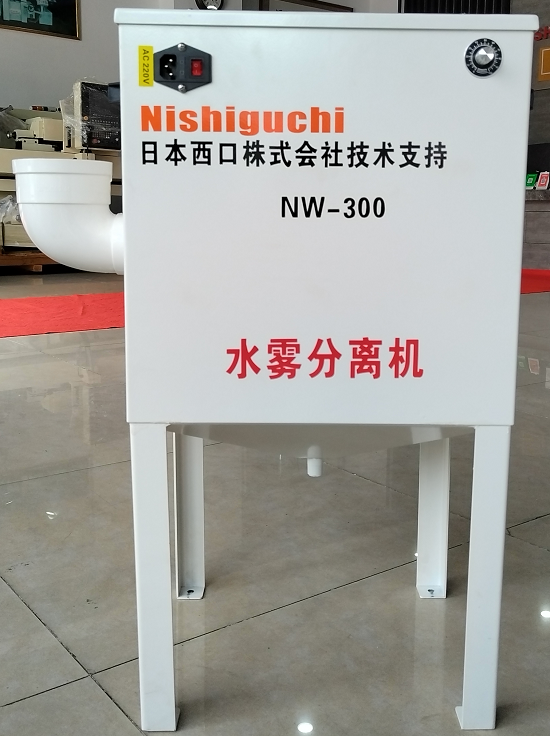 AC 220V
Nishiguchi
日本西口株式会社技术支持
NW-300
水雾分离机